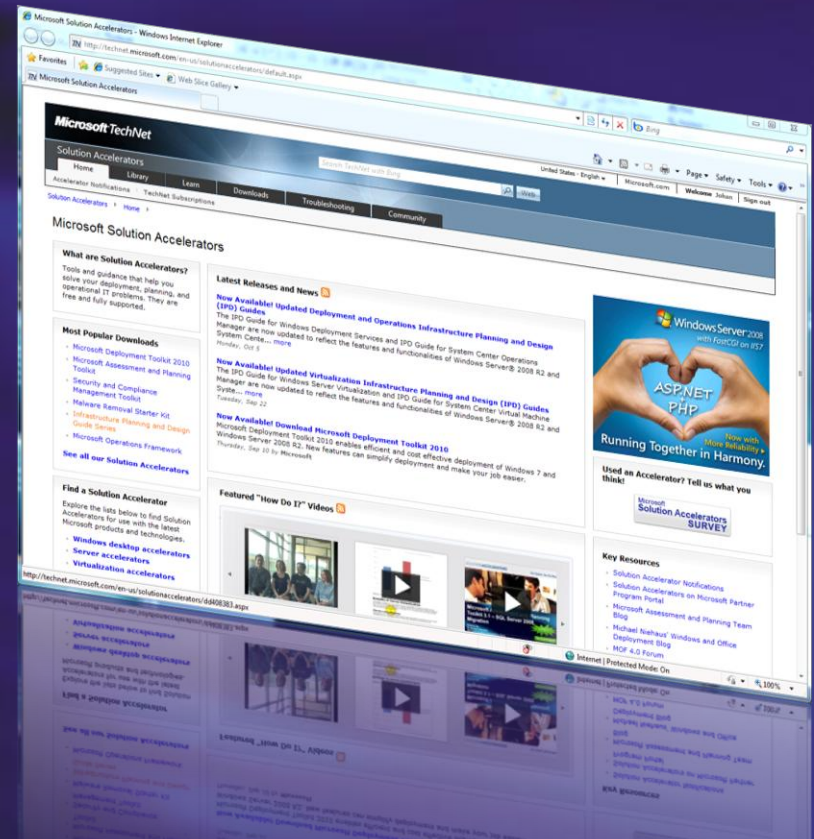 Microsoft Solution Accelerators - Windows Internet Explorer
http://technet.microsoft.com/en-us/solutionaccelerators/default.aspx
Bing
Favorites
Suggested Sites
Web Slice Gallery
Microsoft Solution Accelerators
Page
Safety
Tools
Microsoft TechNet
United States - English
Microsoft.com
Welcome Johan
Sign out
Solution Accelerators
Search TechNet with Bing
Web
Home
Library
Learn
Downloads
Troubleshooting
Community
Accelerator Notifications
TechNet Subscriptions
Solution Accelerators
Home
Microsoft Solution Accelerators
What are Solution Accelerators?
Tools and guidance that help you
solve your deployment, planning, and
operational IT problems. They are
free and fully supported.
Most Popular Downloads
Microsoft Deployment Toolkit 2010
Microsoft Assessment and Planning
Toolkit
Security and Compliance
Management Toolkit
Malware Removal Starter Kit
Infrastructure Planning and Design
Guide Series
Microsoft Operations Framework
See all our Solution Accelerators
Find a Solution Accelerator
Explore the lists below to find Solution
Accelerators for use with the latest
Microsoft products and technologies.
Windows desktop accelerators
Server accelerators
Virtualization accelerators
Latest Releases and News
Now Available! Updated Deployment and Operations Infrastructure Planning and Design
(IPD) Guides
The IPD Guide for Windows Deployment Services and IPD Guide for System Center Operations
Manager are now updated to reflect the features and functionalities of Windows Server® 2008 R2 and
System Cente... more
Monday, Oct 5
Now Available! Updated Virtualization Infrastructure Planning and Design (IPD) Guides
The IPD Guide for Windows Server Virtualization and IPD Guide for System Center Virtual Machine
Manager are now updated to reflect the features and functionalities of Windows Server® 2008 R2 and
Syste... more
Tuesday, Sep 22
Now Available! Download Microsoft Deployment Toolkit 2010
Microsoft Deployment Toolkit 2010 enables efficient and cost effective deployment of Windows 7 and
Windows Server 2008 R2. New features can simplify deployment and make your job easier.
Thursday, Sep 10 by Microsoft
Featured "How Do I?" Videos
Windows Server 2008
with FastCGI on IIS7
ASP.NET
+
PHP
Now with
More Reliability
Running Together in Harmony.
Used an Accelerator? Tell us what you
think!
Microsoft
Solution Accelerators
SURVEY
Key Resources
Solution Accelerator Notifications
Solution Accelerators on Microsoft Partner
Program Portal
Microsoft Assessment and Planning Team
Blog
Michael Niehaus' Windows and Office
Deployment Blog
MOF 4.0 Forum
http://technet.microsoft.com/en-us/solutionaccelerators/dd408383.aspx
Internet | Protected Mode: On
100%